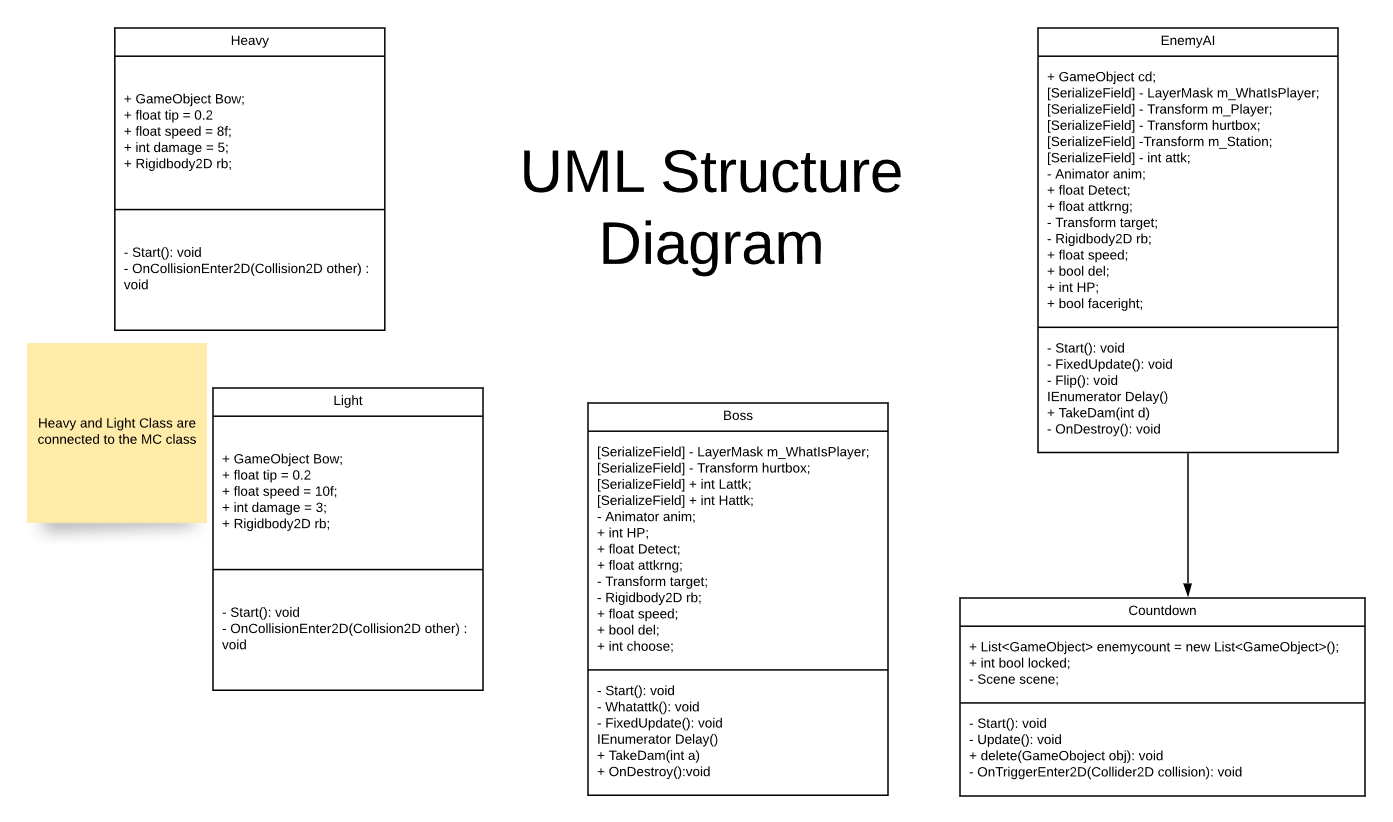 Heavy
+ GameObject Bow;
+ float tip = 0.2
+ float speed = 8f;
+ int damage = 5;
+ Rigidbody2D rb;
- Start(): void
- OnCollisionEnter2D(Collision2D other) :
void
UML Structure
Diagram
EnemyAI
+ GameObject cd;
[SerializeField] - LayerMask m_WhatIsPlayer;
[SerializeField] - Transform m_Player;
[SerializeField] - Transform hurtbox;
[SerializeField] -Transform m_Station;
[SerializeField] - int attk;
- Animator anim;
+ float Detect;
+ float attkrng;
- Transform target;
- Rigidbody2D rb;
+ float speed;
+ bool del;
+ int HP;
+ bool faceright;
- Start(): void
- FixedUpdate(): void
- Flip(): void
IEnumerator Delay()
+ TakeDam(int d)
- OnDestroy(): void
Heavy and Light Class are
connected to the MC class
Light
+ GameObject Bow;
+ float tip = 0.2
+ float speed = 10f;
+ int damage = 3;
+ Rigidbody2D rb;
- Start(): void
- OnCollisionEnter2D(Collision2D other) :
void
Boss
[SerializeField] - LayerMask m_WhatIsPlayer;
[SerializeField] - Transform hurtbox;
[SerializeField] + int Lattk;
[SerializeField] + int Hattk;
- Animator anim;
+ int HP;
+ float Detect;
+ float attkrng;
- Transform target;
- Rigidbody2D rb;
+ float speed;
+ bool del;
+ int choose;
- Start(): void
- Whatattk(): void
- FixedUpdate(): void
IEnumerator Delay()
+ TakeDam(int a)
+ OnDestroy():void
Countdown
+ List<GameObject> enemycount = new List<GameObject>();
+ int bool locked;
- Scene scene;
- Start(): void
- Update(): void
+ delete(GameOboject obj): void
- OnTriggerEnter2D(Collider2D collision): void